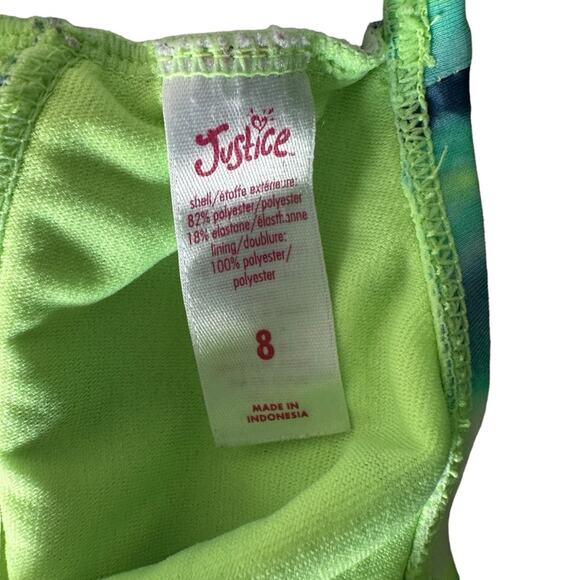 Justice
shell/étoffe extérieure:
82% polyester/polyester
18% elastane/élasthanne
lining/doublure:
100% polyester/
polyester
8
MADE IN
INDONESIA